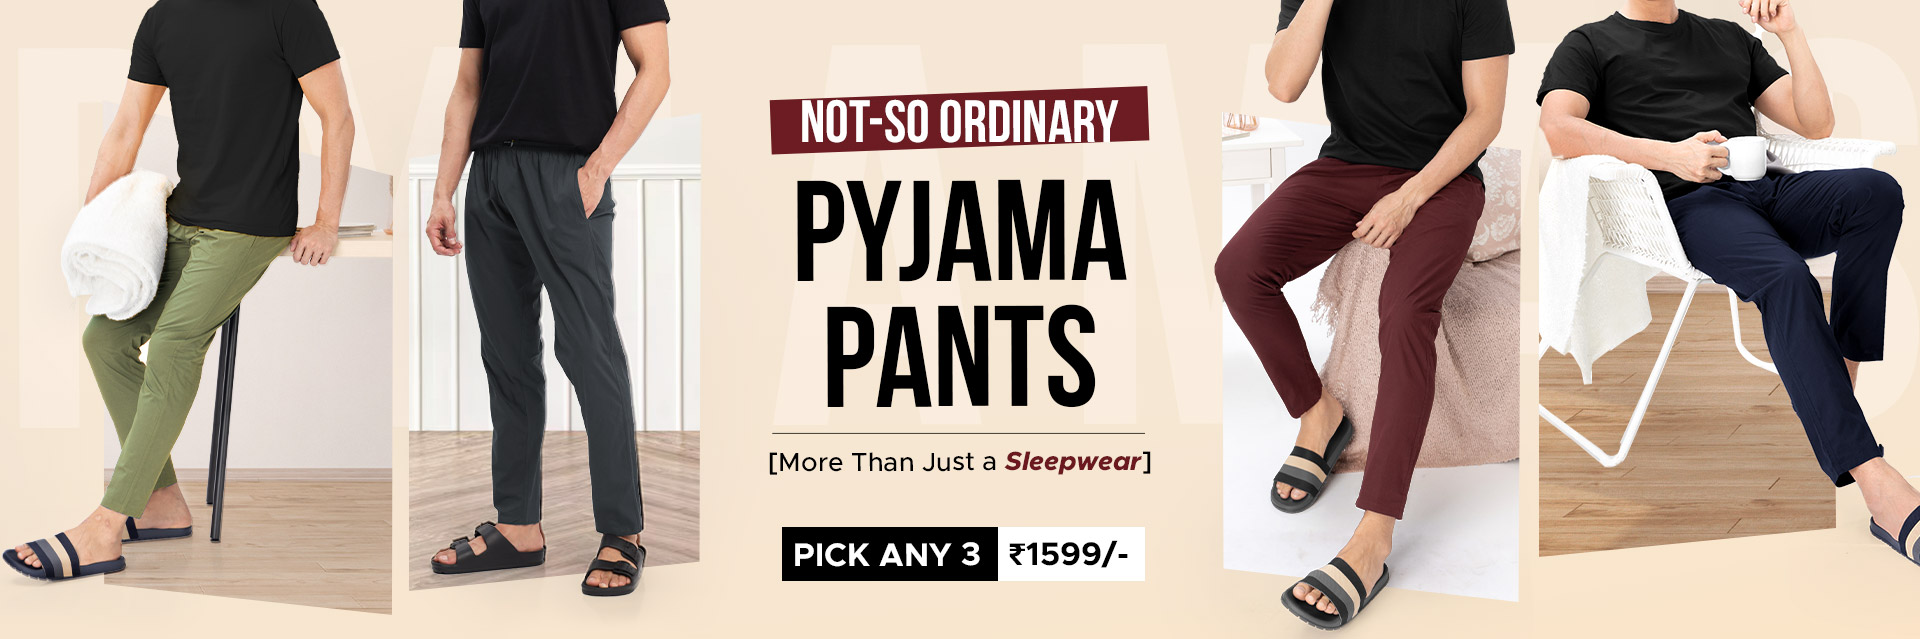 NOT-SO ORDINARY
PYJAMA
PANTS
[More Than Just a Sleepwear]
PICK ANY 3 ₹1599/-